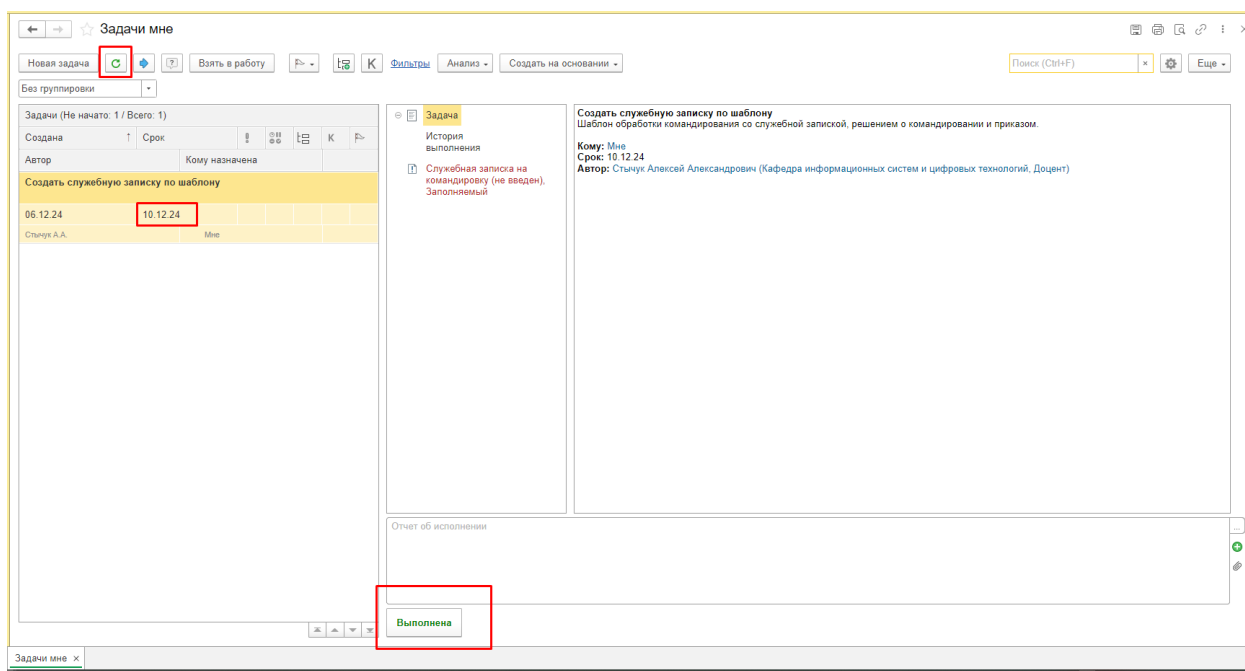 Задачи мне
Новая задача Взять в работу К Фильтры Анализ Создать на основании Поиск (Ctrl+F) × Еще
Без группировки
Задачи (Не начато: 1 / Всего: 1)
Создана ↑ Срок К
Автор Кому назначена
Создать служебную записку по шаблону
06.12.24 10.12.24
Стычук А.А. Мне
Задача
История
выполнения
Служебная записка на
командировку (не введен),
Заполняемый
Создать служебную записку по шаблону
Шаблон обработки командирования со служебной запиской, решением о командировании и приказом.
Кому: Мне
Срок: 10.12.24
Автор: Стычук Алексей Александрович (Кафедра информационных систем и цифровых технологий, Доцент)
Отчет об исполнении
...
Выполнена
Задачи мне ×